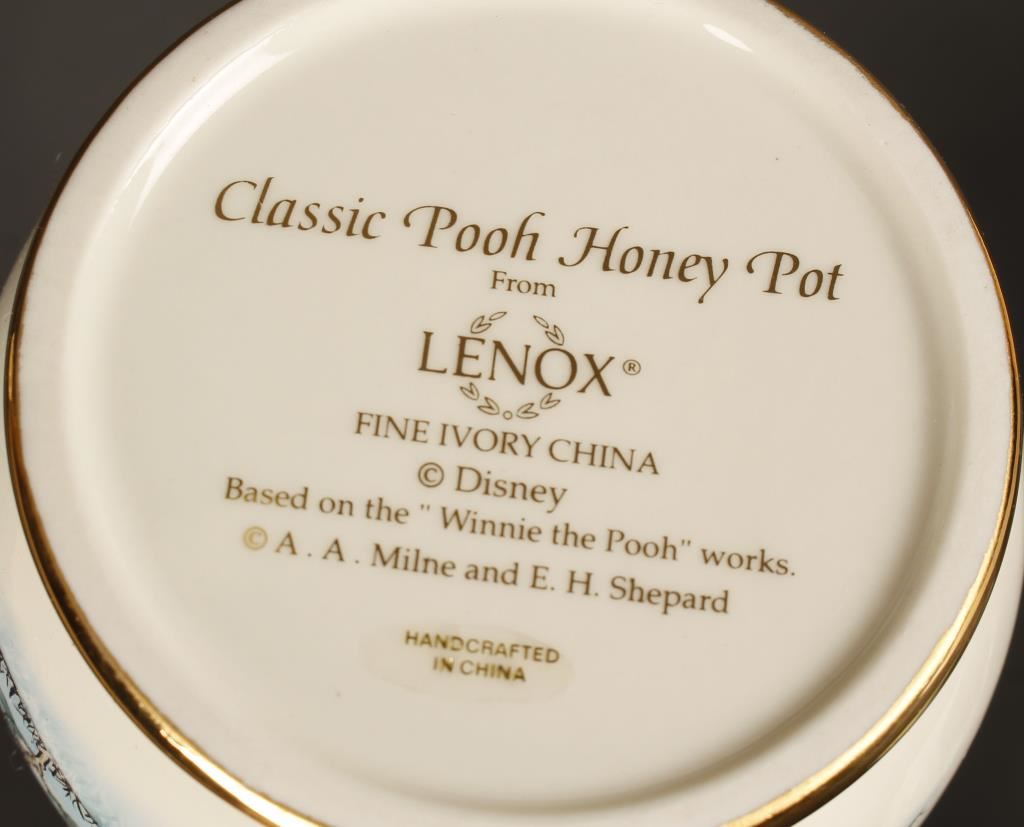 Classic Pooh Honey Pot
From
LENOX®
FINE IVORY CHINA
© Disney
Based on the " Winnie the Pooh" works.
© A . A . Milne and E. H. Shepard
HANDCRAFTED
IN CHINA